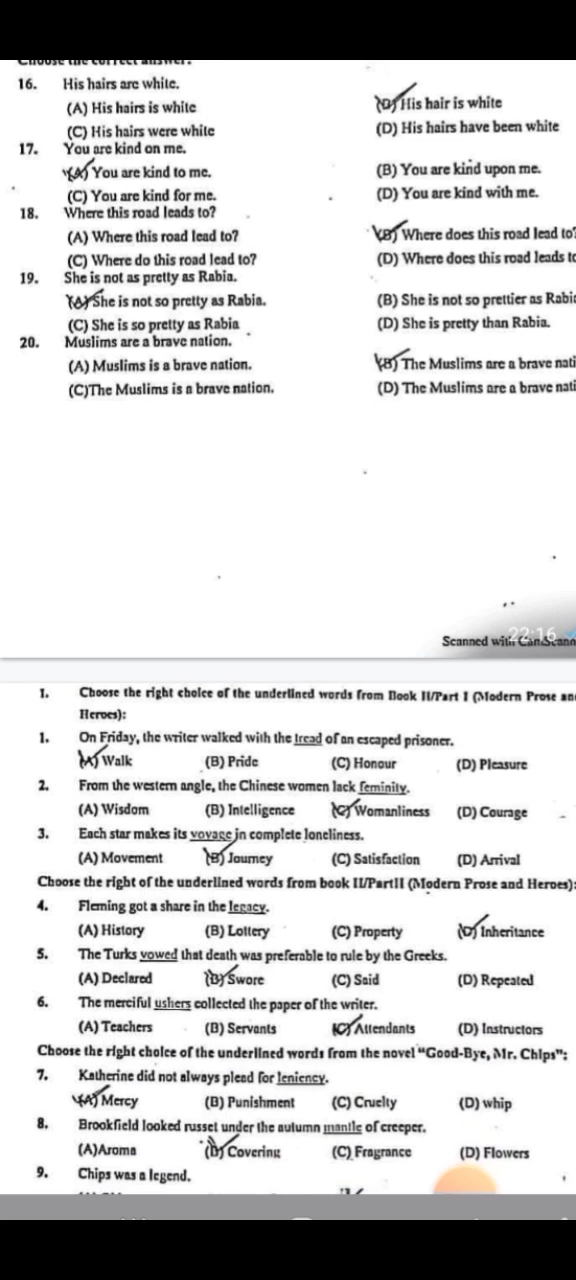 Choose the correct answer:
16. His hairs are white.
(A) His hairs is white (B) His hair is white
(C) His hairs were white (D) His hairs have been white
17. You are kind on me.
(A) You are kind to me. (B) You are kind upon me.
(C) You are kind for me. (D) You are kind with me.
18. Where this road leads to?
(A) Where this road lead to? (B) Where does this road lead to?
(C) Where do this road lead to? (D) Where does this road leads to
19. She is not as pretty as Rabia.
(A) She is not so pretty as Rabia. (B) She is not so prettier as Rabi
(C) She is so pretty as Rabia (D) She is pretty than Rabia.
20. Muslims are a brave nation.
(A) Muslims is a brave nation. (B) The Muslims are a brave nati
(C)The Muslims is a brave nation. (D) The Muslims are a brave nati
22:16
Scanned with CamScann
1. Choose the right choice of the underlined words from Book II/Part I (Modern Prose an
Heroes):
1. On Friday, the writer walked with the tread of an escaped prisoner.
(A) Walk (B) Pride (C) Honour (D) Pleasure
2. From the western angle, the Chinese women lack feminity.
(A) Wisdom (B) Intelligence (C) Womanliness (D) Courage
3. Each star makes its voyage in complete loneliness.
(A) Movement (B) Journey (C) Satisfaction (D) Arrival
Choose the right of the underlined words from book II/PartII (Modern Prose and Heroes):
4. Fleming got a share in the legacy.
(A) History (B) Lottery (C) Property (D) Inheritance
5. The Turks vowed that death was preferable to rule by the Greeks.
(A) Declared (B) Swore (C) Said (D) Repeated
6. The merciful ushers collected the paper of the writer.
(A) Teachers (B) Servants (C) Attendants (D) Instructors
Choose the right choice of the underlined words from the novel "Good-Bye, Mr. Chips":
7. Katherine did not always plead for leniency.
(A) Mercy (B) Punishment (C) Cruelty (D) whip
8. Brookfield looked russet under the autumn mantle of creeper.
(A)Aroma (B) Covering (C) Fragrance (D) Flowers
9. Chips was a legend.